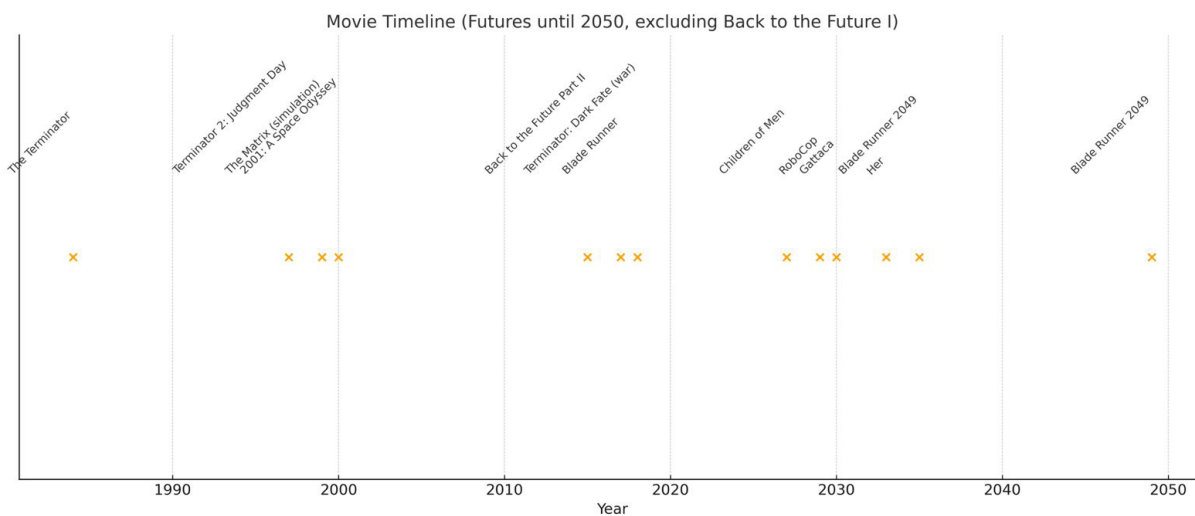 Movie Timeline (Futures until 2050, excluding Back to the Future I)
The Terminator
Terminator 2: Judgment Day
The Matrix (simulation)
2001: A Space Odyssey
Back to the Future Part II
Terminator: Dark Fate (war)
Blade Runner
Children of Men
RoboCop
Gattaca
Blade Runner 2049
Her
Blade Runner 2049
1990
2000
2010
2020
2030
2040
2050
Year